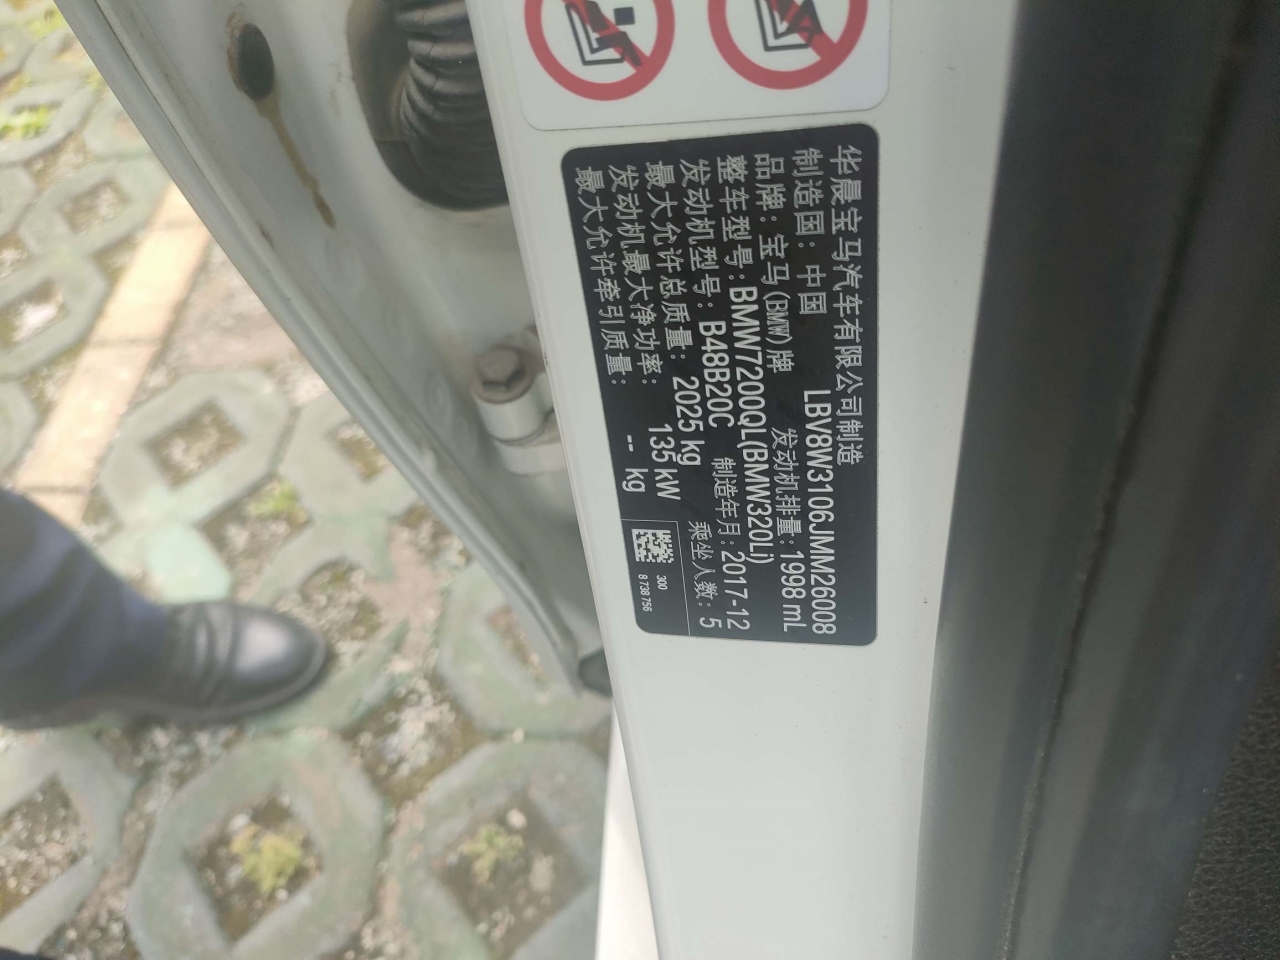 华晨宝马汽车有限公司制造
制造国：中国 LBV8W3106JMM26008
品牌：宝马(BMW)牌 发动机排量：1998 mL
整车型号：BMW7200QL(BMW320Li)
发动机型号：B48B20C 制造年月：2017-12
最大允许总质量：2025 kg 乘坐人数：5
发动机最大净功率：135 kW
最大允许牵引质量：-- kg
300
8 738 756